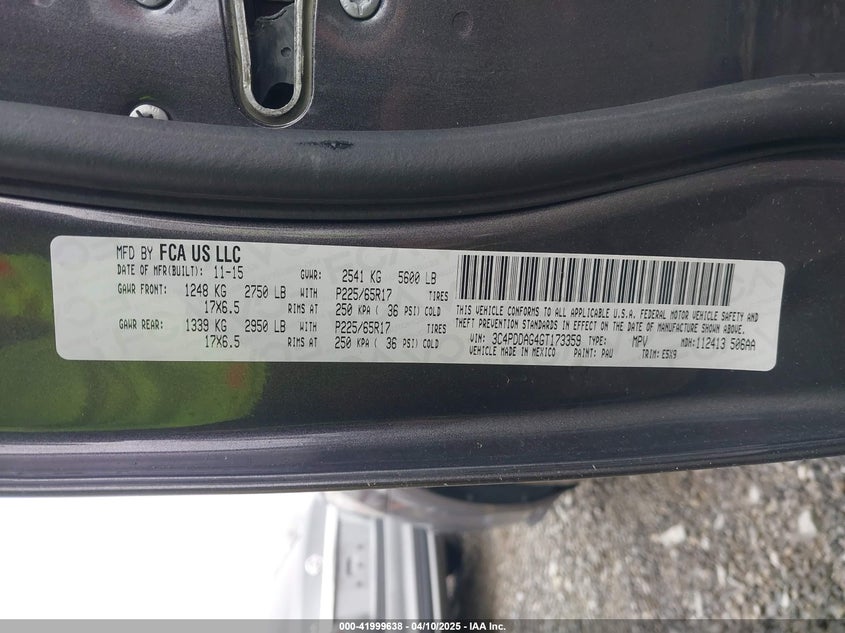 MFD BY FCA US LLC
DATE OF MFR(BUILT): 11-15 GVWR: 2541 KG 5600 LB
GAWR FRONT: 1248 KG 2750 LB WITH P225/65R17 TIRES
17X6.5 RIMS AT 250 KPA ( 36 PSI) COLD
GAWR REAR: 1339 KG 2950 LB WITH P225/65R17 TIRES
17X6.5 RIMS AT 250 KPA ( 36 PSI) COLD
THIS VEHICLE CONFORMS TO ALL APPLICABLE U.S.A. FEDERAL MOTOR VEHICLE SAFETY AND
THEFT PREVENTION STANDARDS IN EFFECT ON THE DATE OF MANUFACTURE SHOWN ABOVE.
VIN: 3C4PDDAG4GT173359 TYPE: MPV MDH:112413 506AA
VEHICLE MADE IN MEXICO PAINT: PAU TRIM: E5X9
000-41999638 - 04/10/2025 - IAA Inc.